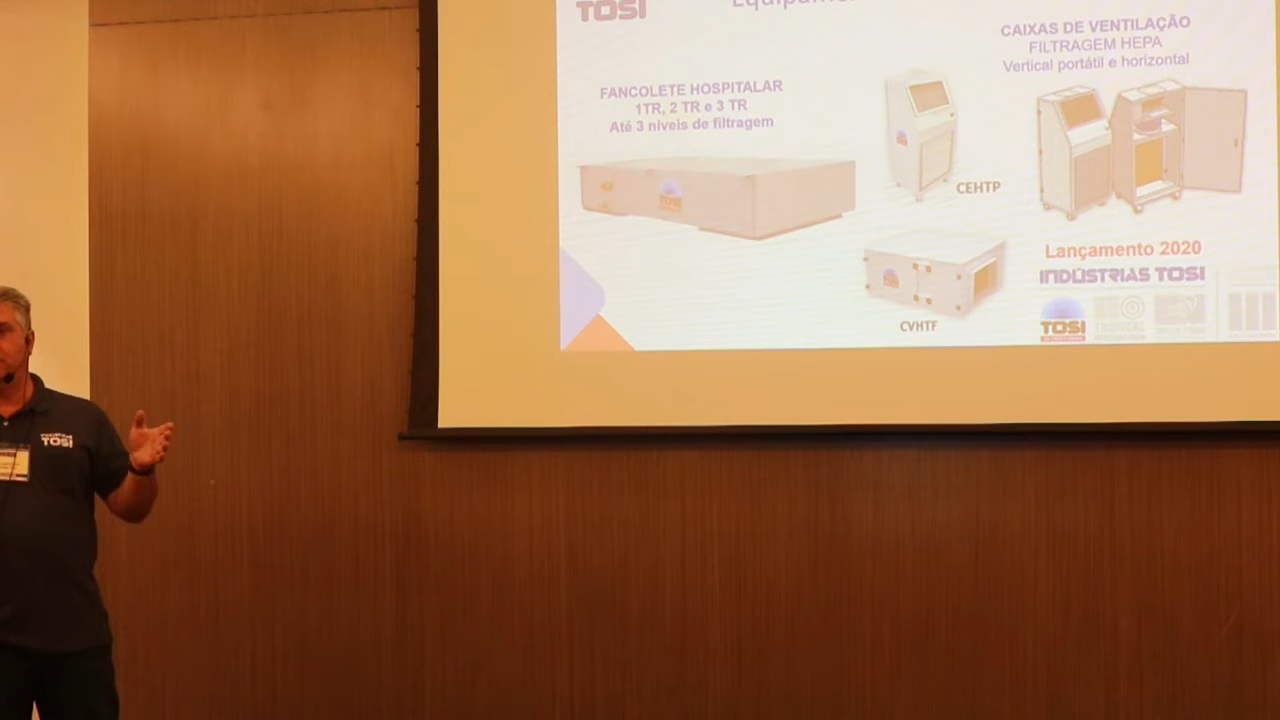 TOSI
CAIXAS DE VENTILAÇÃO
FILTRAGEM HEPA
Vertical portátil e horizontal
FANCOLETE HOSPITALAR
1TR, 2 TR e 3 TR
Até 3 níveis de filtragem
CEHTP
TOSI
Lançamento 2020
INDÚSTRIAS TOSI
CVHTF
TOSI
TOSI